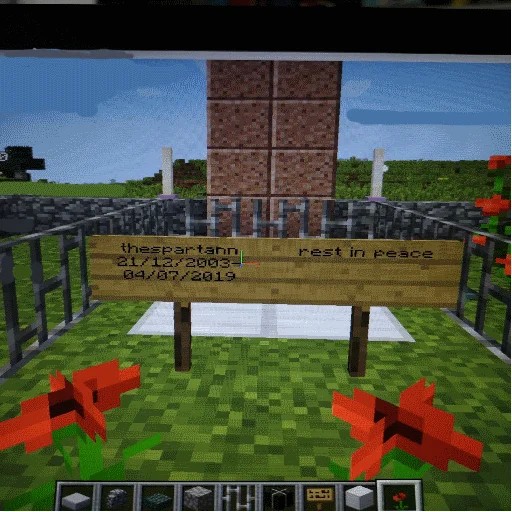 thespartann
21/12/2003-
04/07/2019
rest in peace